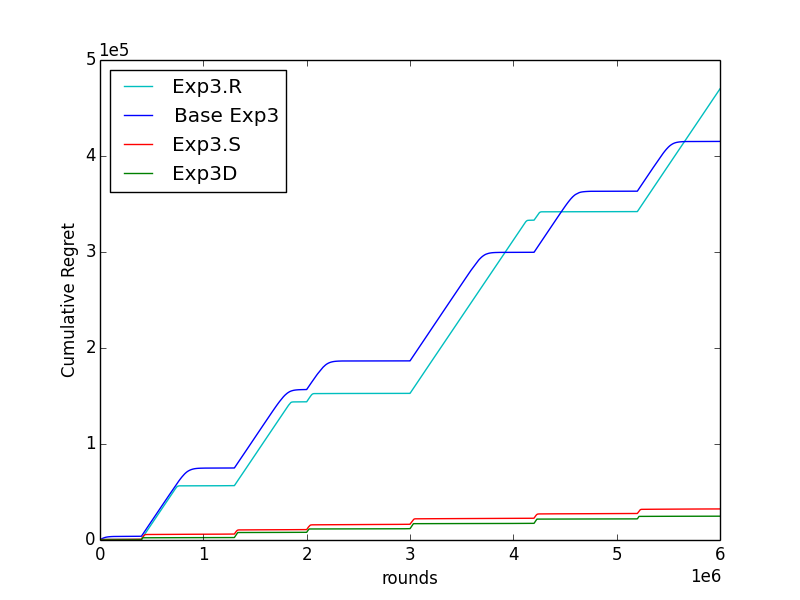 1e5
5
4
3
2
1
0
Cumulative Regret
Exp3.R
Base Exp3
Exp3.S
Exp3D
0 1 2 3 4 5 6
rounds
1e6